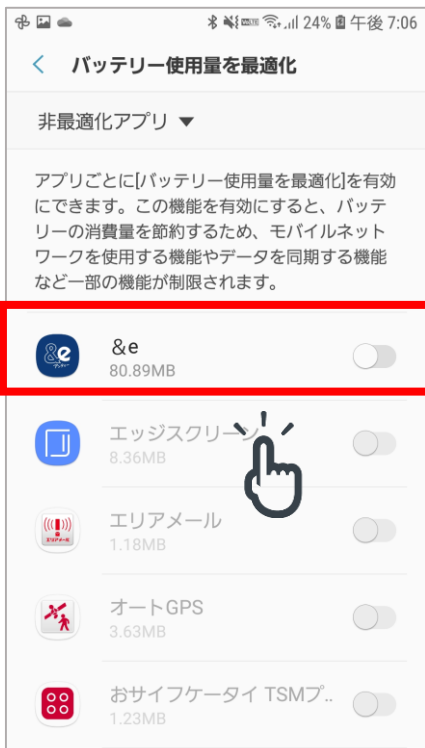 24% 午後 7:06
バッテリー使用量を最適化
非最適化アプリ ▼
アプリごとに[バッテリー使用量を最適化]を有効
にできます。この機能を有効にすると、バッテ
リーの消費量を節約するため、モバイルネット
ワークを使用する機能やデータを同期する機能
など一部の機能が制限されます。
&e
&e
80.89MB
エッジスクリーン
8.36MB
エリアメール
エリアメール
1.18MB
オートGPS
3.63MB
おサイフケータイ TSMプ..
1.23MB